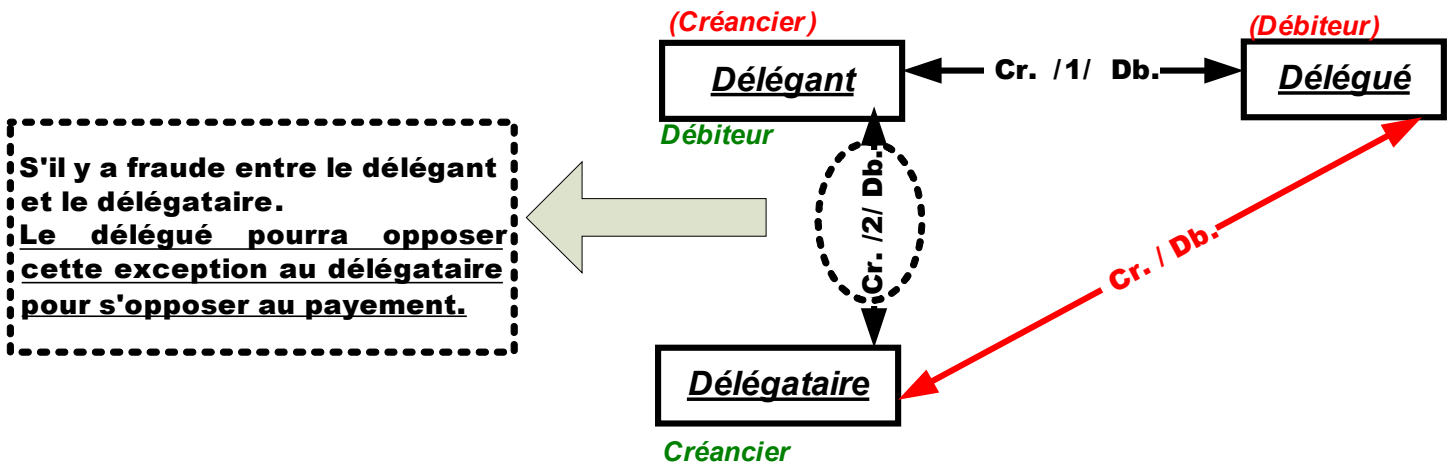 (Créancier)
(Débiteur)
Délégant
Cr. /1/ Db.
Délégué
Débiteur
S'il y a fraude entre le délégant
et le délégataire.
Le délégué pourra opposer
cette exception au délégataire
pour s'opposer au payement.
Cr. /2/ Db.
Cr. / Db.
Délégataire
Créancier